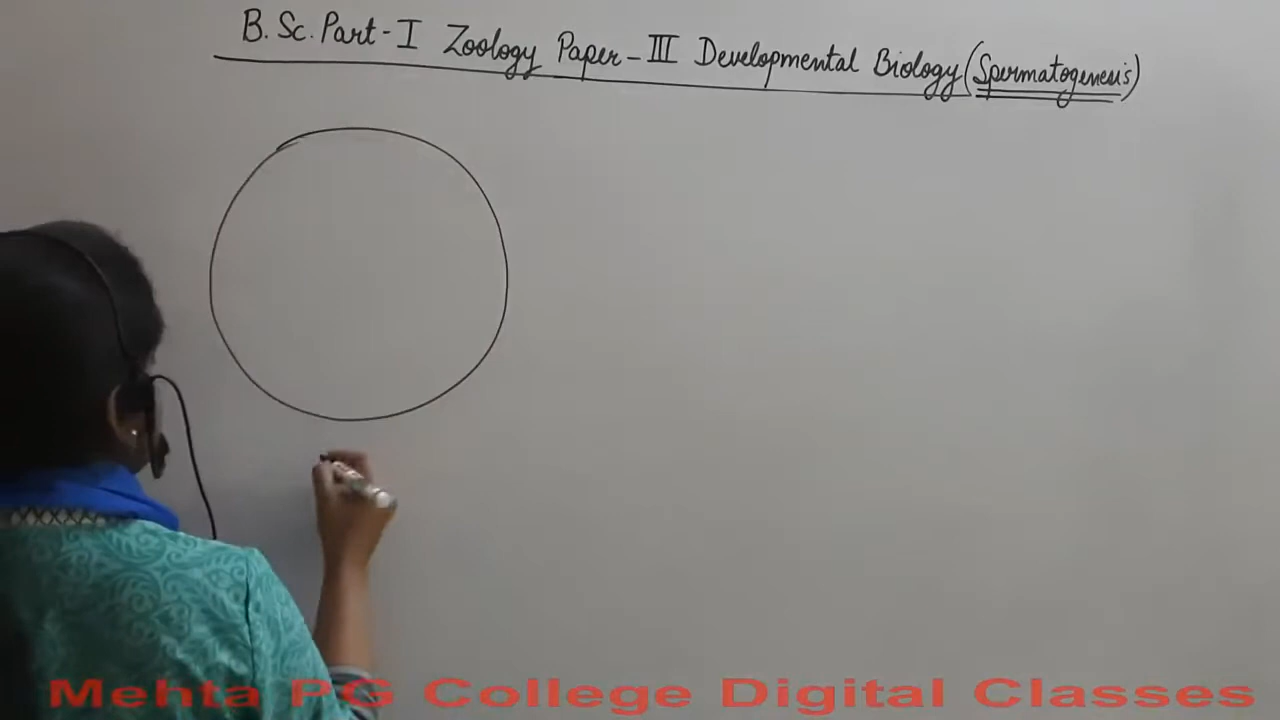 B.Sc. Part-I Zoology Paper-III Developmental Biology (Spermatogenesis)
Mehta PG College Digital Classes